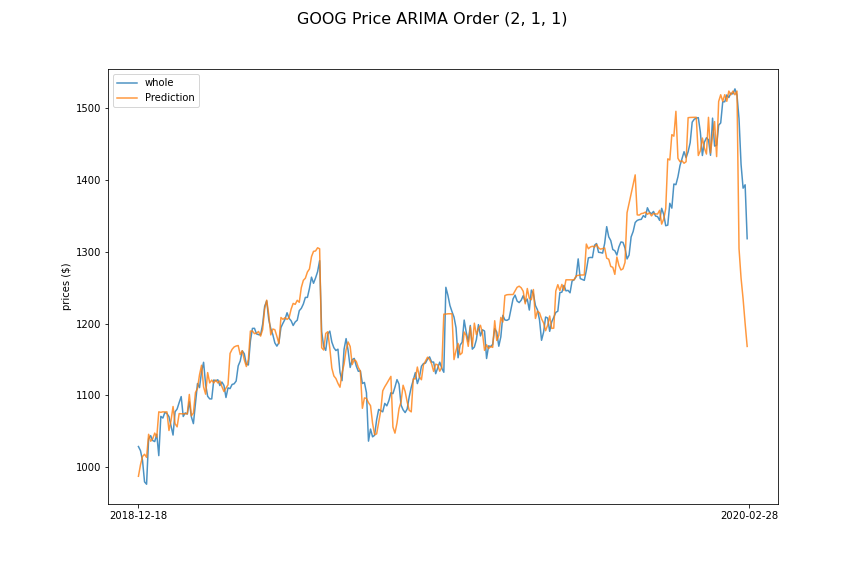 GOOG Price ARIMA Order (2, 1, 1)
whole
Prediction
prices ($)
1500
1400
1300
1200
1100
1000
2018-12-18
2020-02-28